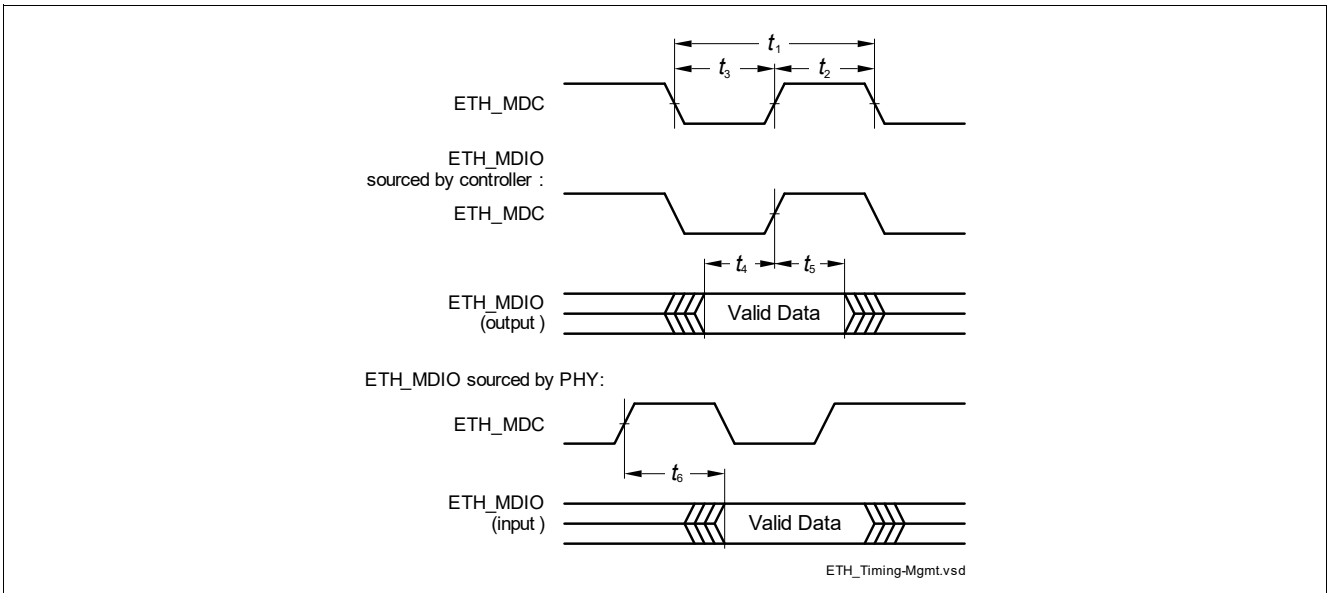 t1
t3 t2
ETH_MDC
ETH_MDIO
sourced by controller :
ETH_MDC
t4 t5
ETH_MDIO
(output )
Valid Data
ETH_MDIO sourced by PHY:
ETH_MDC
t6
ETH_MDIO
(input )
Valid Data
ETH_Timing-Mgmt.vsd